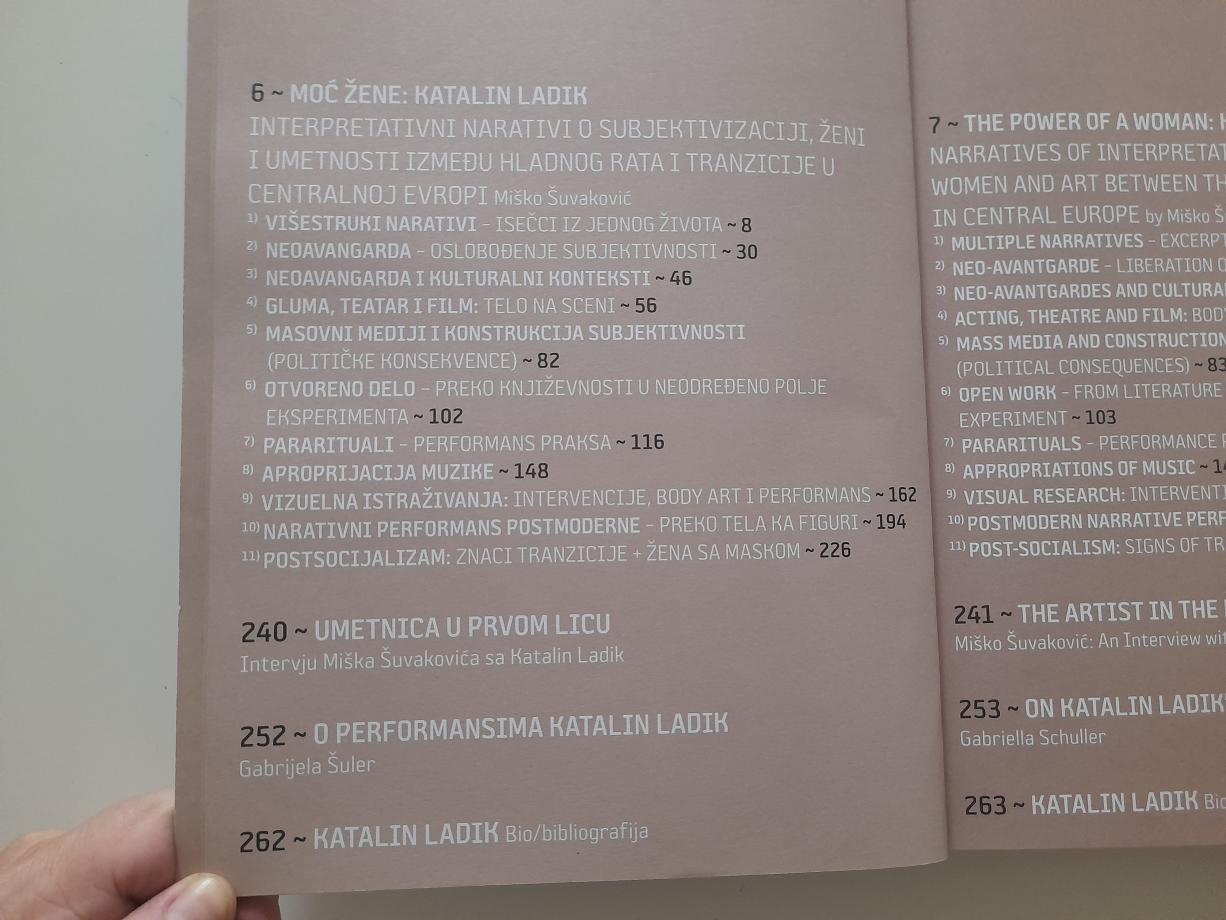 6 ~ MOĆ ŽENE: KATALIN LADIK
INTERPRETATIVNI NARATIVI O SUBJEKTIVIZACIJI, ŽENI
I UMETNOSTI IZMEĐU HLADNOG RATA I TRANZICIJE U
CENTRALNOJ EVROPI Miško Šuvaković
1) VIŠESTRUKI NARATIVI – ISEČCI IZ JEDNOG ŽIVOTA ~ 8
2) NEOAVANGARDA – OSLOBOĐENJE SUBJEKTIVNOSTI ~ 30
3) NEOAVANGARDA I KULTURALNI KONTEKSTI ~ 46
4) GLUMA, TEATAR I FILM: TELO NA SCENI ~ 56
5) MASOVNI MEDIJI I KONSTRUKCIJA SUBJEKTIVNOSTI
(POLITIČKE KONSEKVENCE) ~ 82
6) OTVORENO DELO – PREKO KNJIŽEVNOSTI U NEODREĐENO POLJE
EKSPERIMENTA ~ 102
7) PARARITUALI – PERFORMANS PRAKSA ~ 116
8) APROPRIJACIJA MUZIKE ~ 148
9) VIZUELNA ISTRAŽIVANJA: INTERVENCIJE, BODY ART I PERFORMANS ~ 162
10) NARATIVNI PERFORMANS POSTMODERNE – PREKO TELA KA FIGURI ~ 194
11) POSTSOCIJALIZAM: ZNACI TRANZICIJE + ŽENA SA MASKOM ~ 226
240 ~ UMETNICA U PRVOM LICU
Intervju Miška Šuvakovića sa Katalin Ladik
252 ~ O PERFORMANSIMA KATALIN LADIK
Gabrijela Šuler
262 ~ KATALIN LADIK Bio/bibliografija
7 ~ THE POWER OF A WOMAN:
NARRATIVES OF
WOMEN AND ART BETWEEN
IN CENTRAL EUROPE by Miško
1) MULTIPLE NARRATIVES –
2) NEO-AVANTGARDE – LIBERATION
3) NEO-AVANTGARDES AND
4) ACTING, THEATRE AND FILM:
5) MASS MEDIA AND CONSTRUCTION
(POLITICAL CONSEQUENCES) ~ 83
6) OPEN WORK – FROM LITERATURE
EXPERIMENT ~ 103
7) PARARITUALS – PERFORMANCE
8) APPROPRIATIONS OF MUSIC ~
9) VISUAL RESEARCH:
10) POSTMODERN NARRATIVE
11) POST-SOCIALISM: SIGNS OF
241 ~ THE ARTIST IN THE
Miško Šuvaković: An Interview
253 ~ ON KATALIN LADIK
Gabriella Schuller
263 ~ KATALIN LADIK